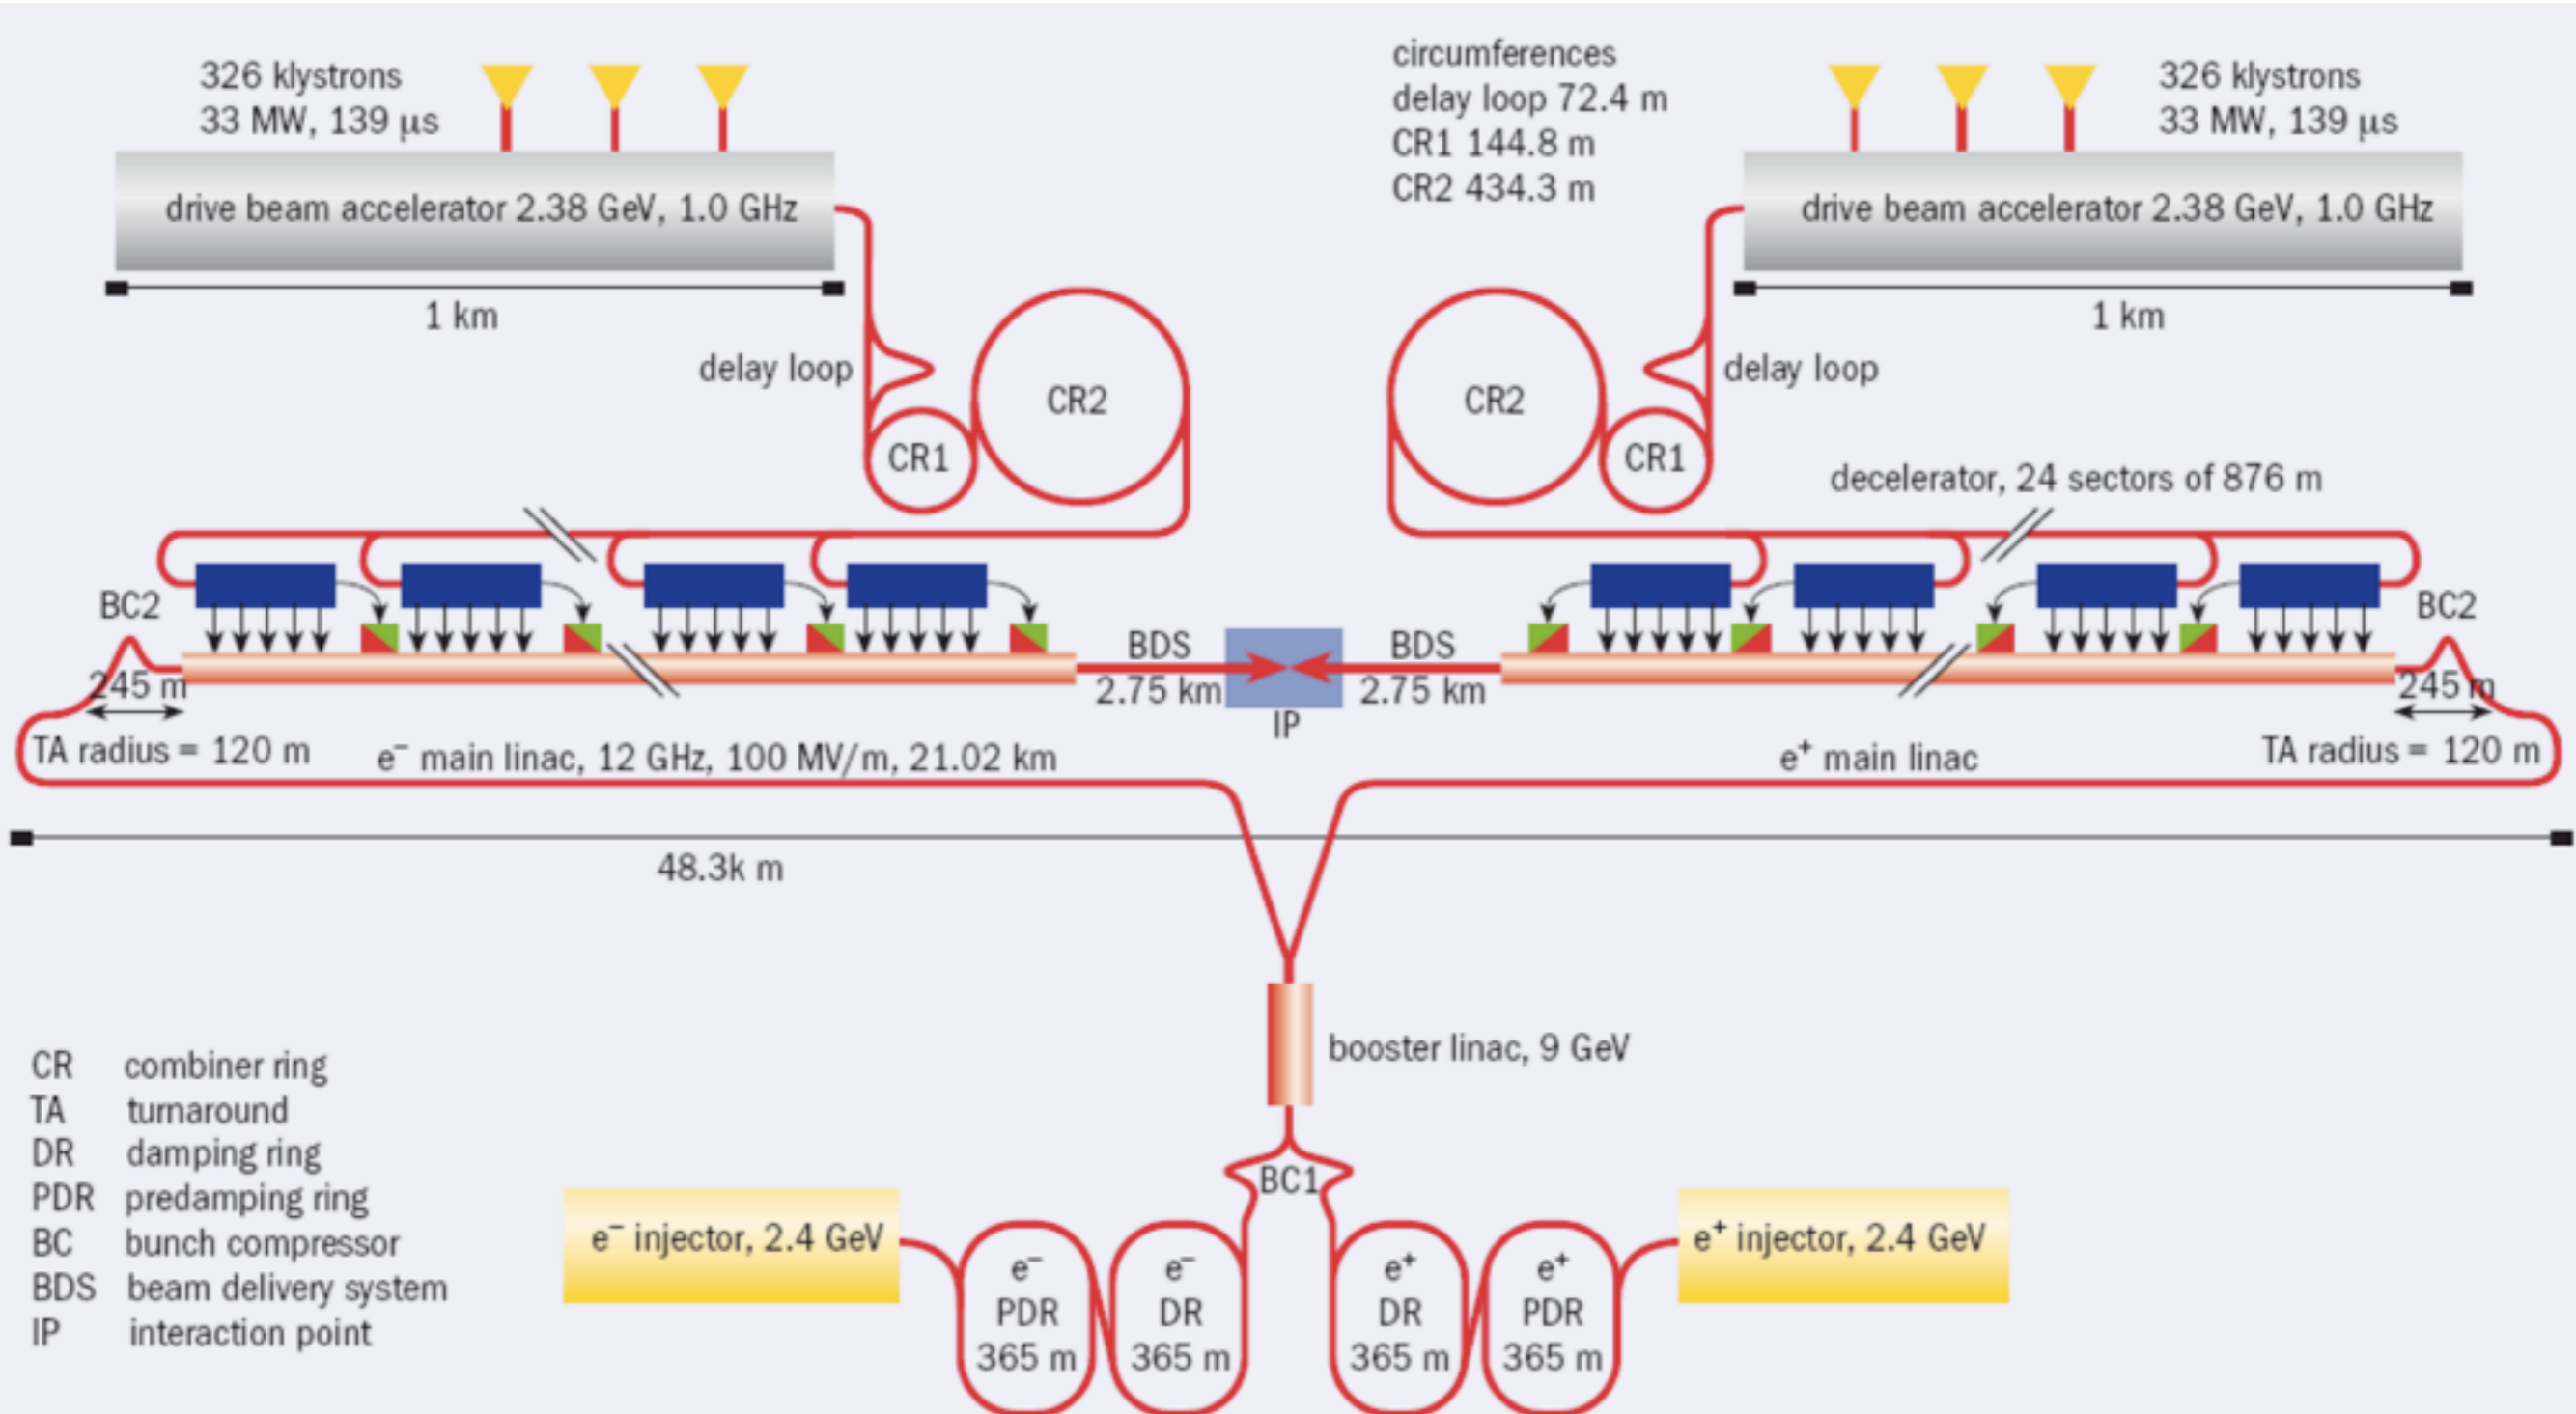 326 klystrons
33 MW, 139 μs
circumferences
delay loop 72.4 m
CR1 144.8 m
CR2 434.3 m
326 klystrons
33 MW, 139 μs
drive beam accelerator 2.38 GeV, 1.0 GHz
drive beam accelerator 2.38 GeV, 1.0 GHz
1 km
1 km
delay loop
CR2
CR1
CR2
CR1
delay loop
decelerator, 24 sectors of 876 m
BC2
BC2
BDS
BDS
245 m
2.75 km
2.75 km
245 m
IP
TA radius = 120 m
e⁻ main linac, 12 GHz, 100 MV/m, 21.02 km
e⁺ main linac
TA radius = 120 m
48.3k m
booster linac, 9 GeV
CR combiner ring
TA turnaround
DR damping ring
PDR predamping ring
BC bunch compressor
BDS beam delivery system
IP interaction point
BC1
e⁻ injector, 2.4 GeV
e⁺ injector, 2.4 GeV
e⁻
PDR
365 m
e⁻
DR
365 m
e⁺
DR
365 m
e⁺
PDR
365 m